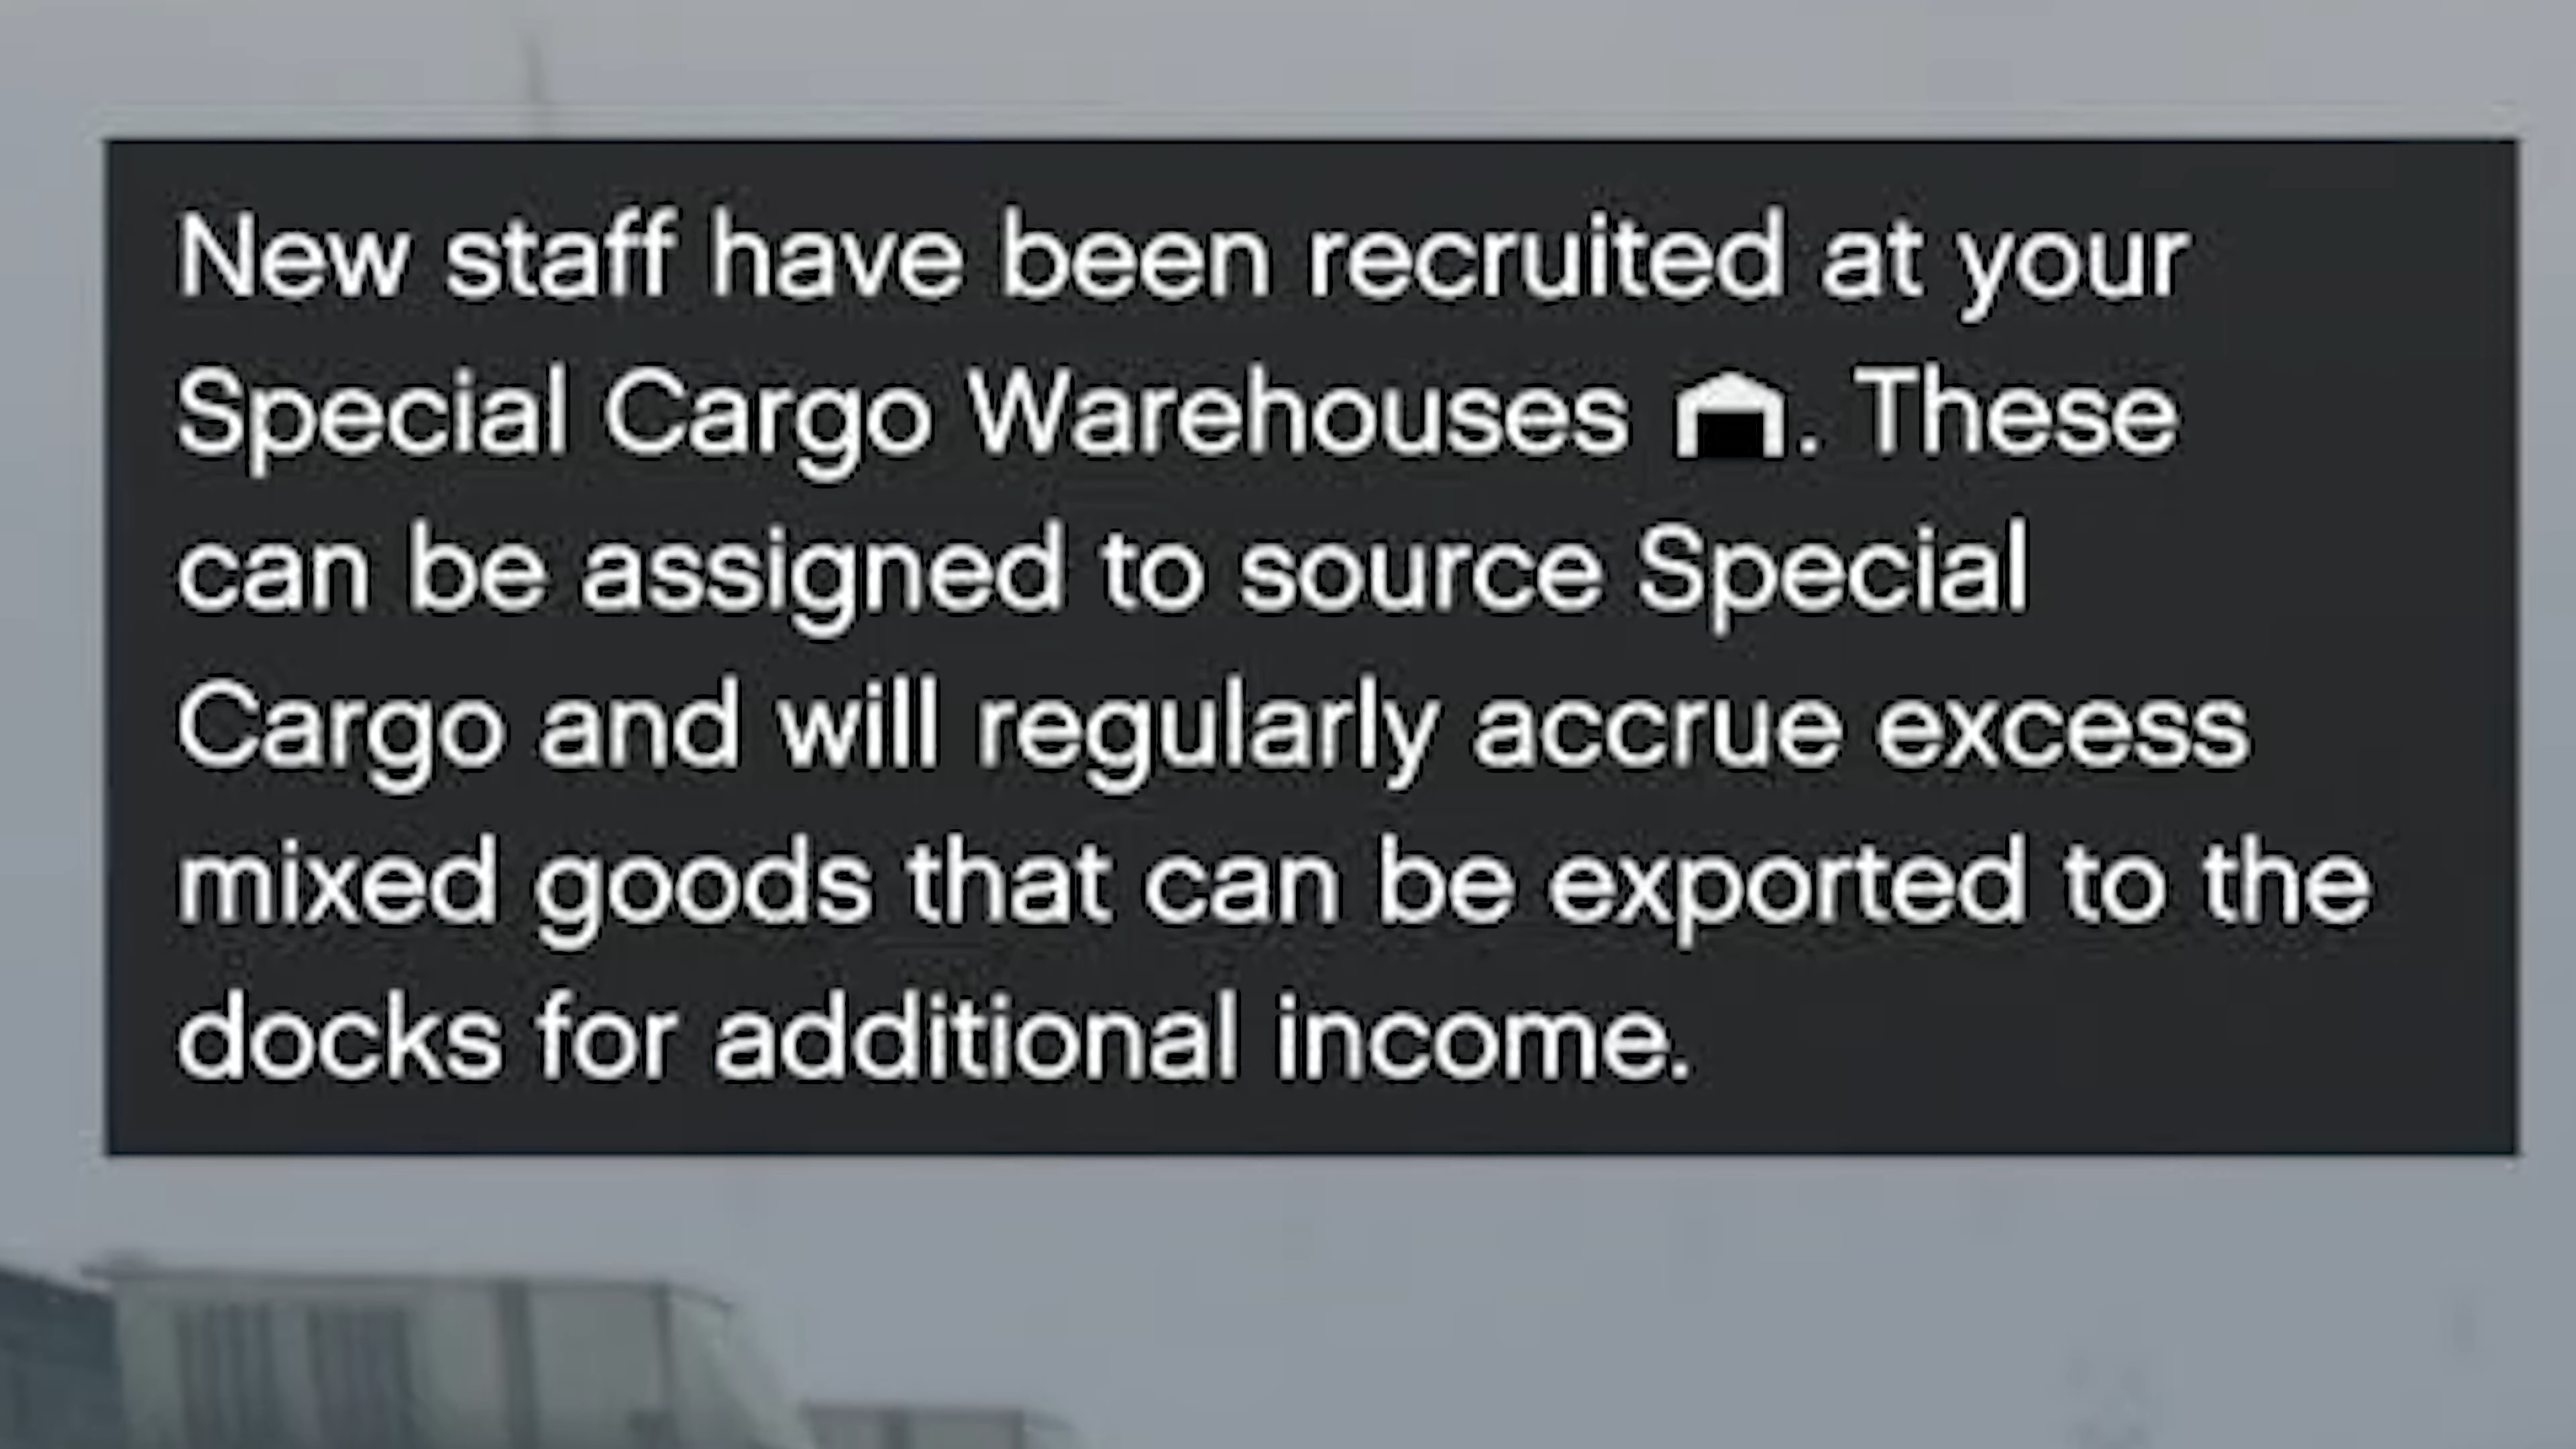 New staff have been recruited at your
Special Cargo Warehouses . These
can be assigned to source Special
Cargo and will regularly accrue excess
mixed goods that can be exported to the
docks for additional income.